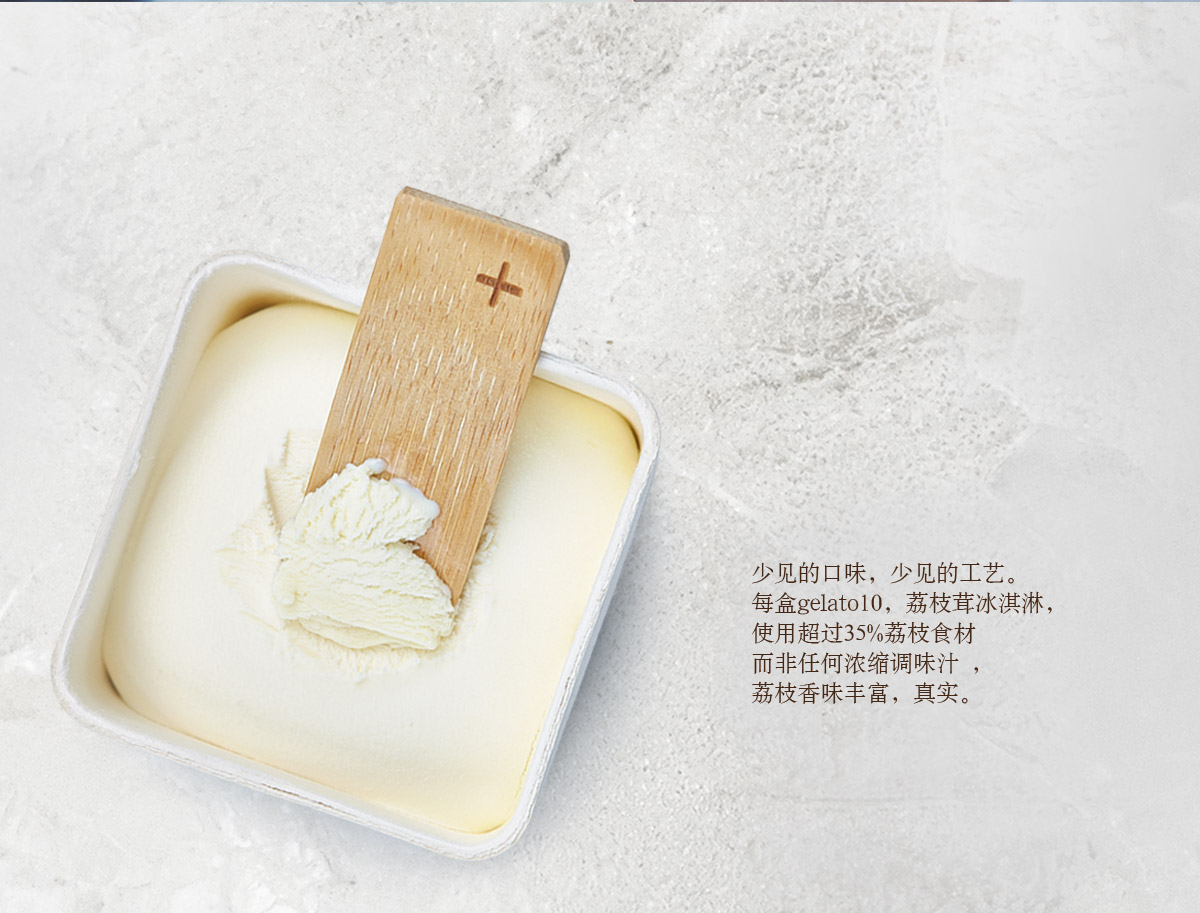 少见的口味，少见的工艺。
每盒gelato10，荔枝茸冰淇淋，
使用超过35%荔枝食材
而非任何浓缩调味汁 ，
荔枝香味丰富，真实。